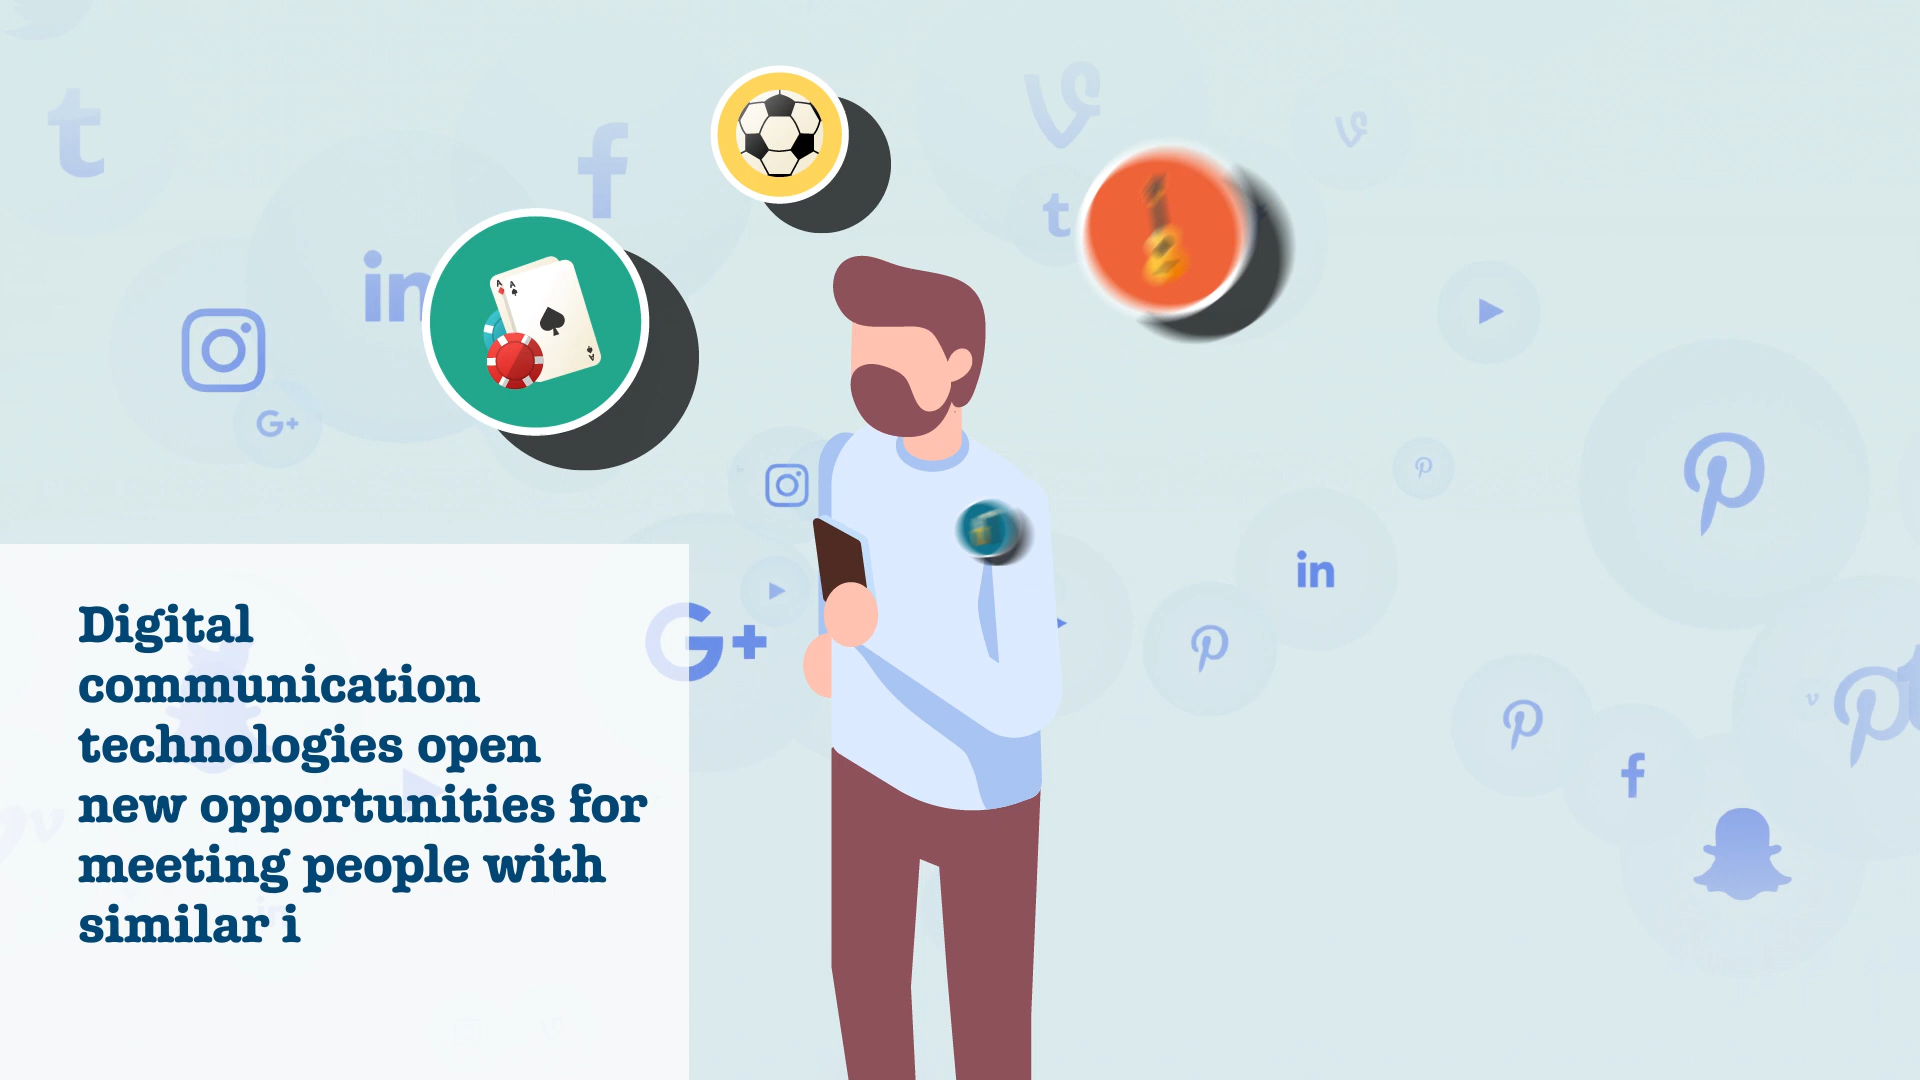 Digital
communication
technologies open
new opportunities for
meeting people with
similar i